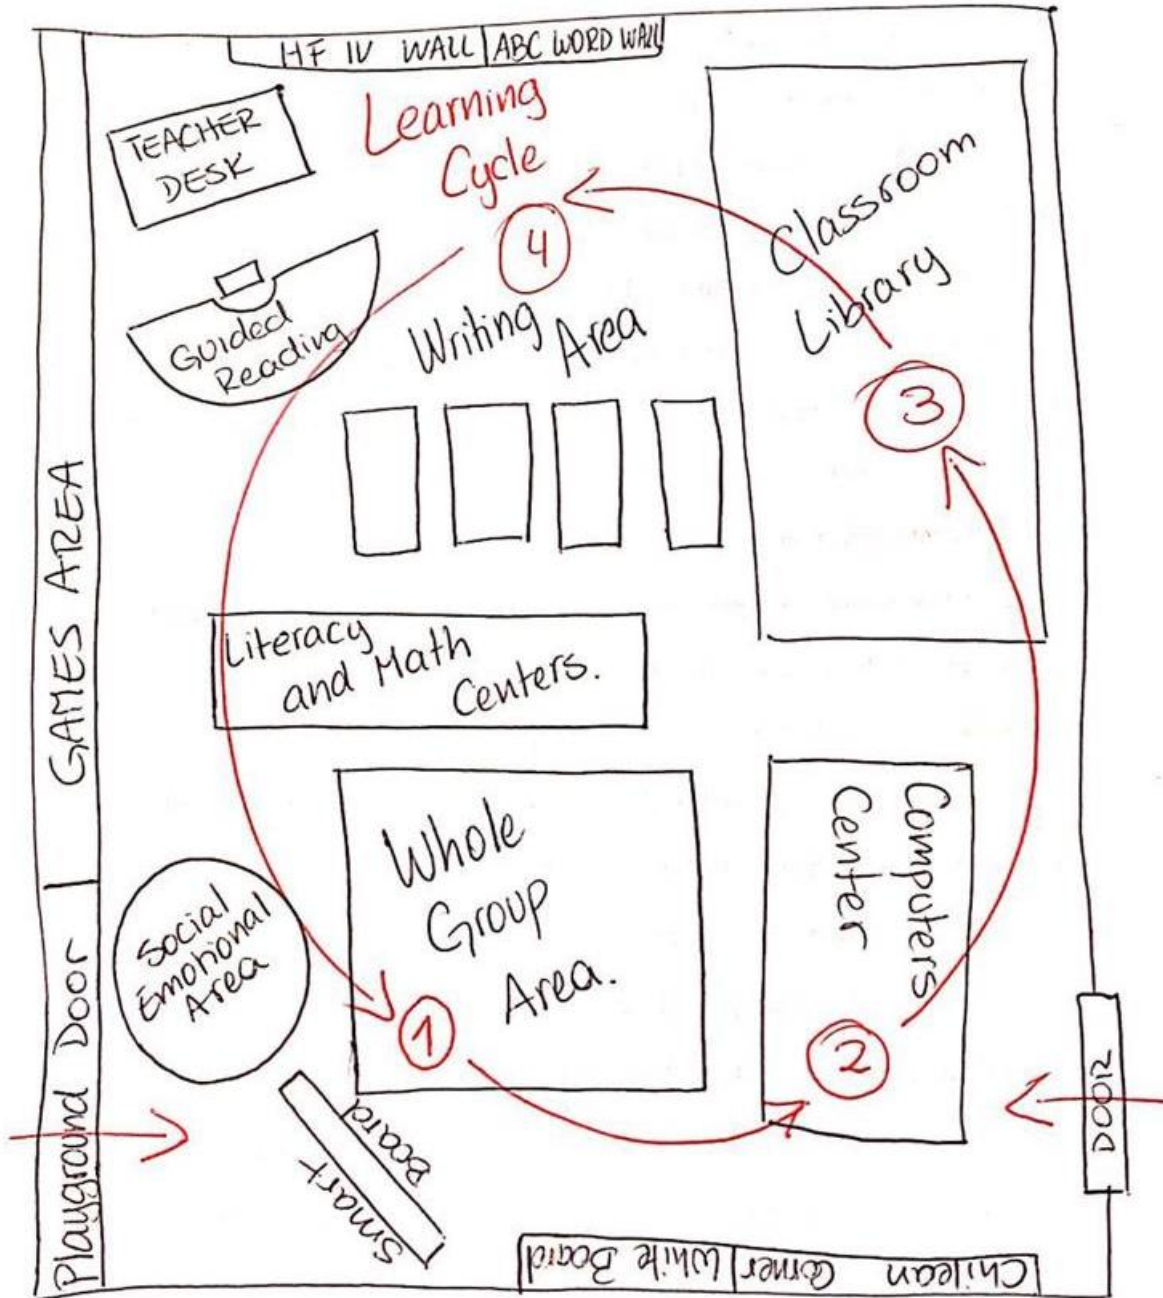 HF IV WALL
ABC WORD WALL
TEACHER
DESK
Learning
Cycle
4
Classroom
Library
3
Guided
Reading
Writing Area
GAMES AREA
Literacy
and Math
Centers.
Whole
Group
Area.
1
Computers
Center
2
Social
Emotional
Area
Playground Door
Smart
Board
DOOR
White Board
Chilean Corner